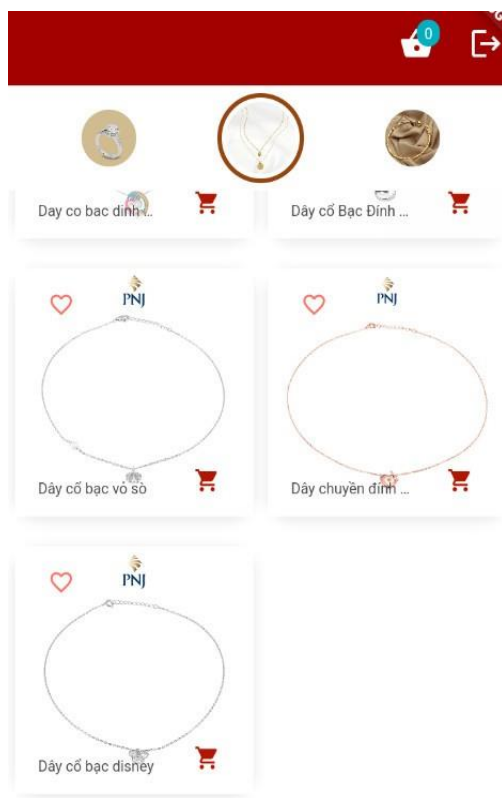 0
Day co bac dinh ...
Dây cổ Bạc Đính ...
PNJ
PNJ
Dây cổ bạc vỏ sò
Dây chuyền đính ...
PNJ
Dây cổ bạc disney